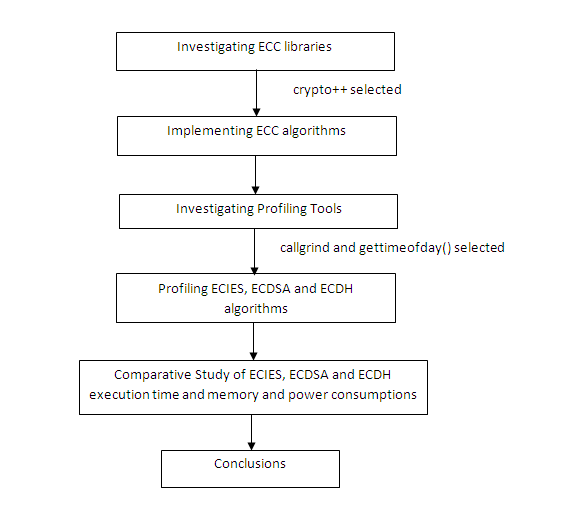 Investigating ECC libraries
crypto++ selected
Implementing ECC algorithms
Investigating Profiling Tools
callgrind and gettimeofday() selected
Profiling ECIES, ECDSA and ECDH
algorithms
Comparative Study of ECIES, ECDSA and ECDH
execution time and memory and power consumptions
Conclusions